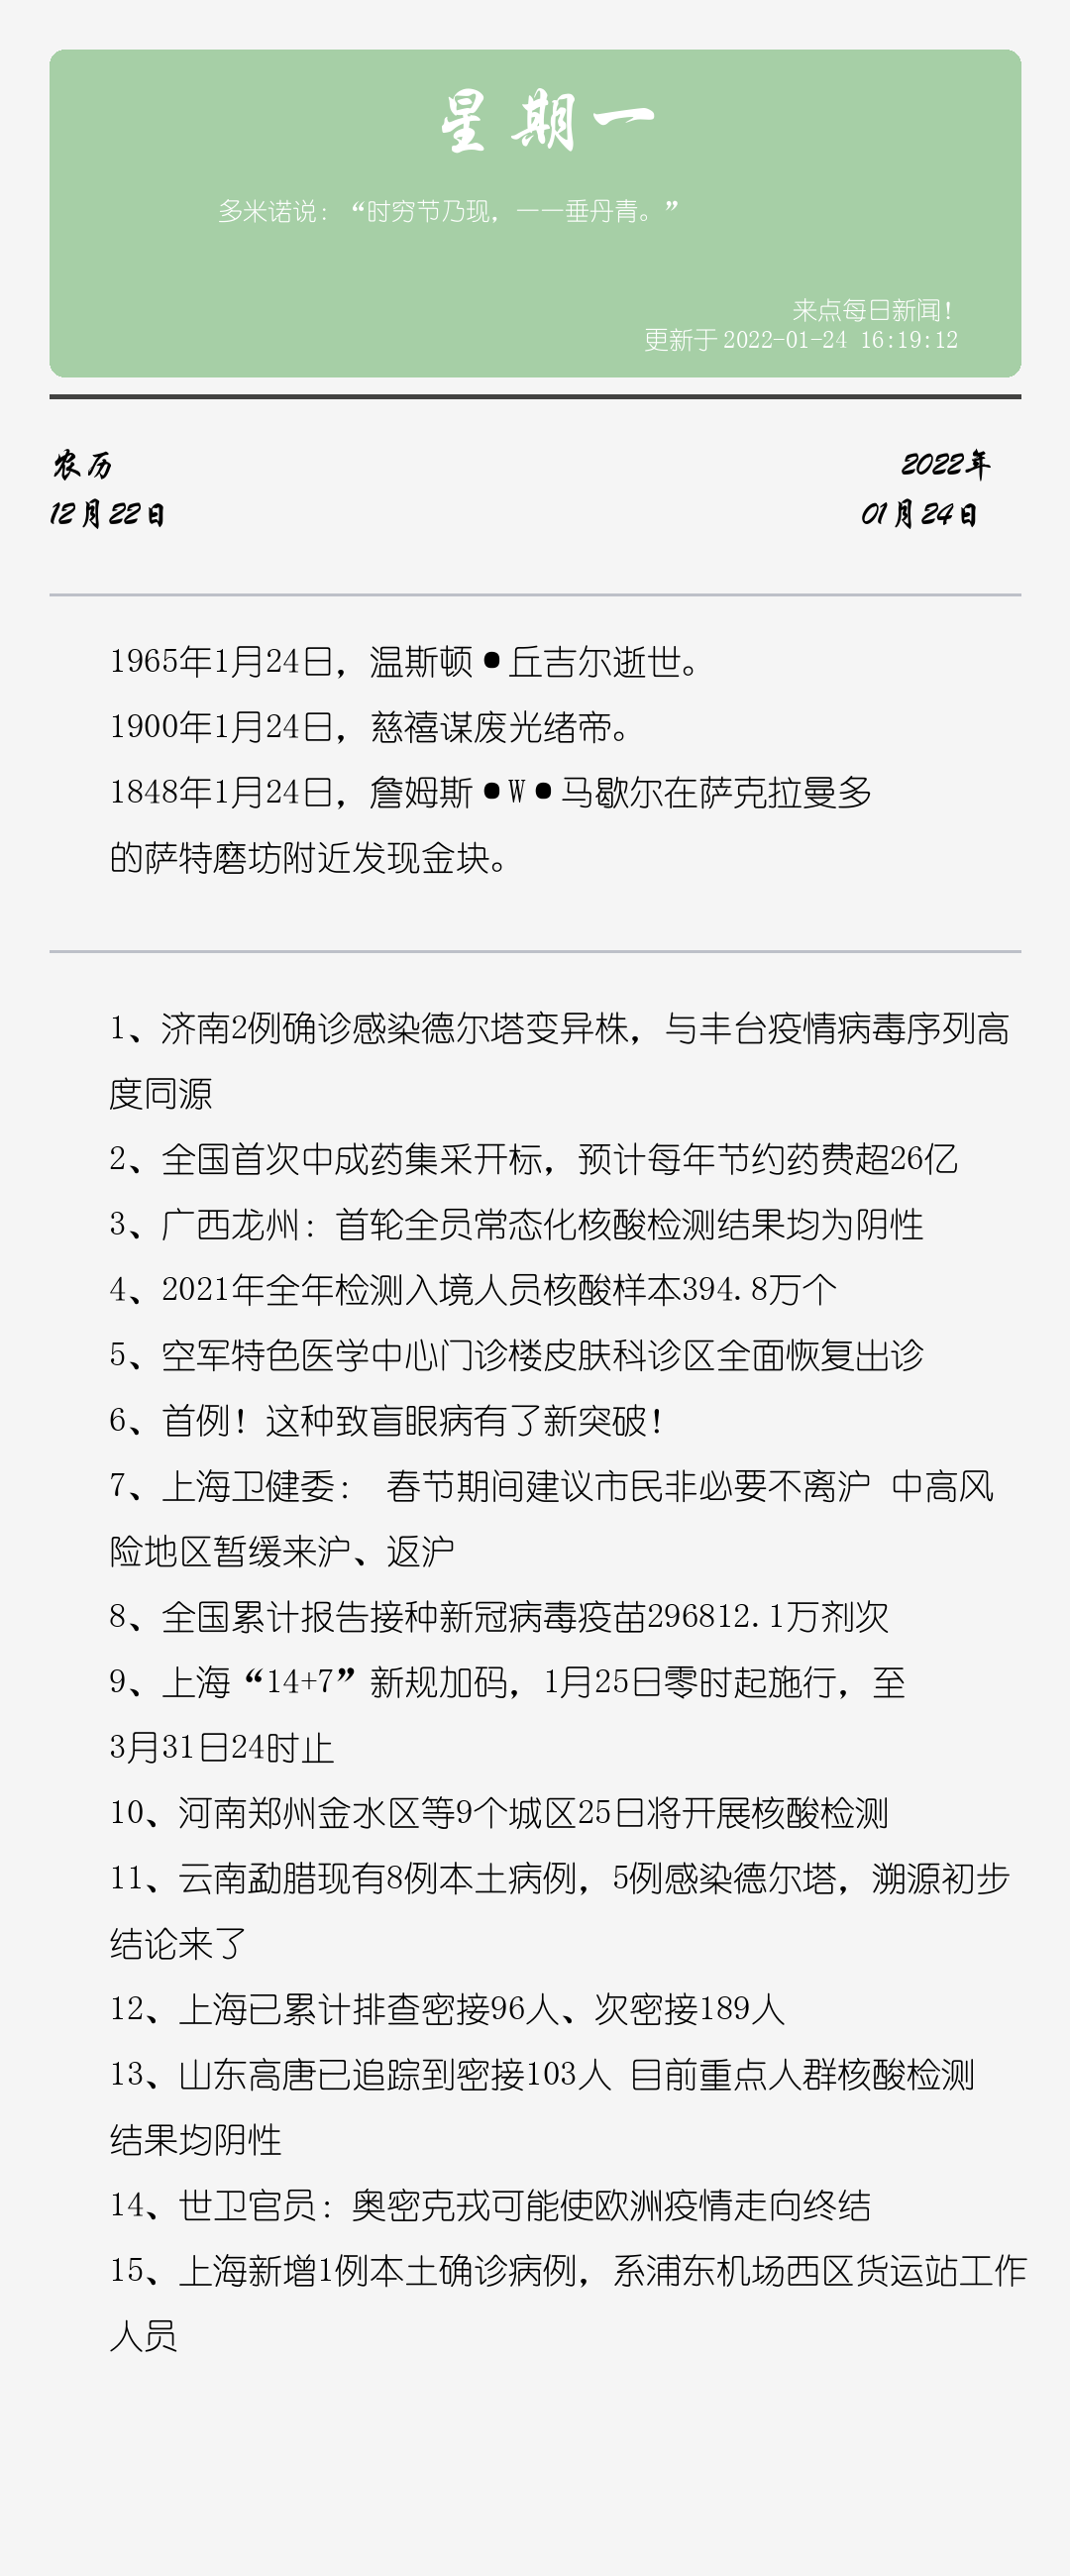 星期一
多米诺说：“时穷节乃现，一一垂丹青。”
来点每日新闻！
更新于 2022-01-24 16:19:12
农历
2022年
12月22日
01月24日
1965年1月24日，温斯顿•丘吉尔逝世。
1900年1月24日，慈禧谋废光绪帝。
1848年1月24日，詹姆斯•W•马歇尔在萨克拉曼多
的萨特磨坊附近发现金块。
1、济南2例确诊感染德尔塔变异株，与丰台疫情病毒序列高
度同源
2、全国首次中成药集采开标，预计每年节约药费超26亿
3、广西龙州：首轮全员常态化核酸检测结果均为阴性
4、2021年全年检测入境人员核酸样本394.8万个
5、空军特色医学中心门诊楼皮肤科诊区全面恢复出诊
6、首例！这种致盲眼病有了新突破！
7、上海卫健委： 春节期间建议市民非必要不离沪 中高风
险地区暂缓来沪、返沪
8、全国累计报告接种新冠病毒疫苗296812.1万剂次
9、上海“14+7”新规加码，1月25日零时起施行，至
3月31日24时止
10、河南郑州金水区等9个城区25日将开展核酸检测
11、云南勐腊现有8例本土病例，5例感染德尔塔，溯源初步
结论来了
12、上海已累计排查密接96人、次密接189人
13、山东高唐已追踪到密接103人 目前重点人群核酸检测
结果均阴性
14、世卫官员：奥密克戎可能使欧洲疫情走向终结
15、上海新增1例本土确诊病例，系浦东机场西区货运站工作
人员